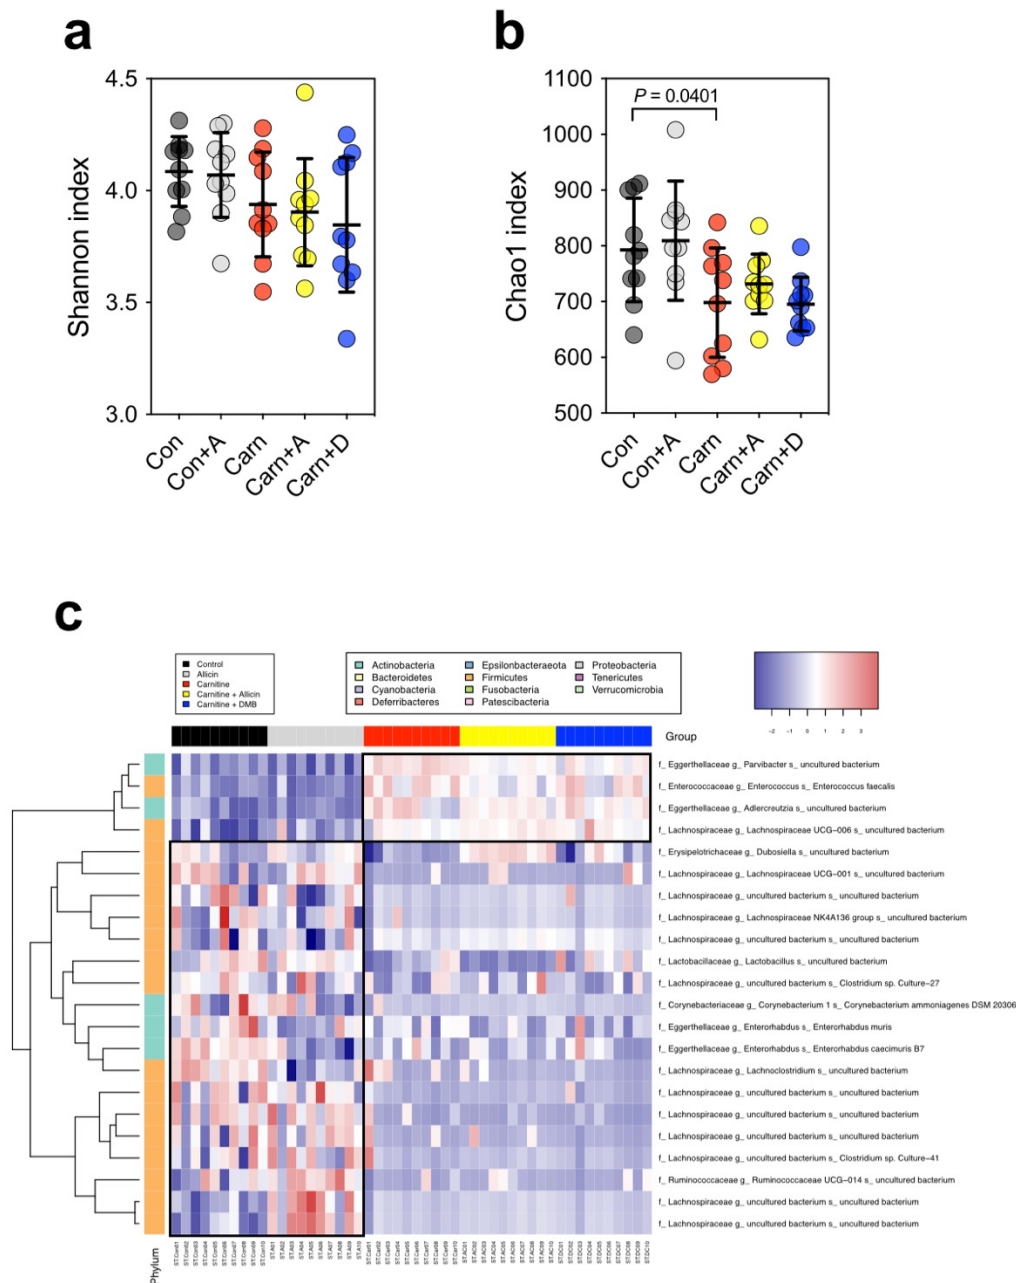 a
b
4.5
4.0
3.5
3.0
Shannon index
Con
Con+A
Carn
Carn+A
Carn+D
1100
1000
900
800
700
600
500
Chao1 index
P = 0.0401
Con
Con+A
Carn
Carn+A
Carn+D
c
Control
Allicin
Carnitine
Carnitine + Allicin
Carnitine + DMB
Actinobacteria
Bacteroidetes
Cyanobacteria
Deferribacteres
Epsilonbacteraeota
Firmicutes
Fusobacteria
Patescibacteria
Proteobacteria
Tenericutes
Verrucomicrobia
−2 −1 0 1 2 3
Group
f_ Eggerthellaceae g_ Parvibacter s_ uncultured bacterium
f_ Enterococcaceae g_ Enterococcus s_ Enterococcus faecalis
f_ Eggerthellaceae g_ Adlercreutzia s_ uncultured bacterium
f_ Lachnospiraceae g_ Lachnospiraceae UCG−006 s_ uncultured bacterium
f_ Erysipelotrichaceae g_ Dubosiella s_ uncultured bacterium
f_ Lachnospiraceae g_ Lachnospiraceae UCG−001 s_ uncultured bacterium
f_ Lachnospiraceae g_ uncultured bacterium s_ uncultured bacterium
f_ Lachnospiraceae g_ Lachnospiraceae NK4A136 group s_ uncultured bacterium
f_ Lachnospiraceae g_ uncultured bacterium s_ uncultured bacterium
f_ Lactobacillaceae g_ Lactobacillus s_ uncultured bacterium
f_ Lachnospiraceae g_ uncultured bacterium s_ Clostridium sp. Culture−27
f_ Corynebacteriaceae g_ Corynebacterium 1 s_ Corynebacterium ammoniagenes DSM 20306
f_ Eggerthellaceae g_ Enterorhabdus s_ Enterorhabdus muris
f_ Eggerthellaceae g_ Enterorhabdus s_ Enterorhabdus caecimuris B7
f_ Lachnospiraceae g_ Lachnoclostridium s_ uncultured bacterium
f_ Lachnospiraceae g_ uncultured bacterium s_ uncultured bacterium
f_ Lachnospiraceae g_ uncultured bacterium s_ uncultured bacterium
f_ Lachnospiraceae g_ uncultured bacterium s_ uncultured bacterium
f_ Lachnospiraceae g_ uncultured bacterium s_ Clostridium sp. Culture−41
f_ Ruminococcaceae g_ Ruminococcaceae UCG−014 s_ uncultured bacterium
f_ Lachnospiraceae g_ uncultured bacterium s_ uncultured bacterium
f_ Lachnospiraceae g_ uncultured bacterium s_ uncultured bacterium
Phylum